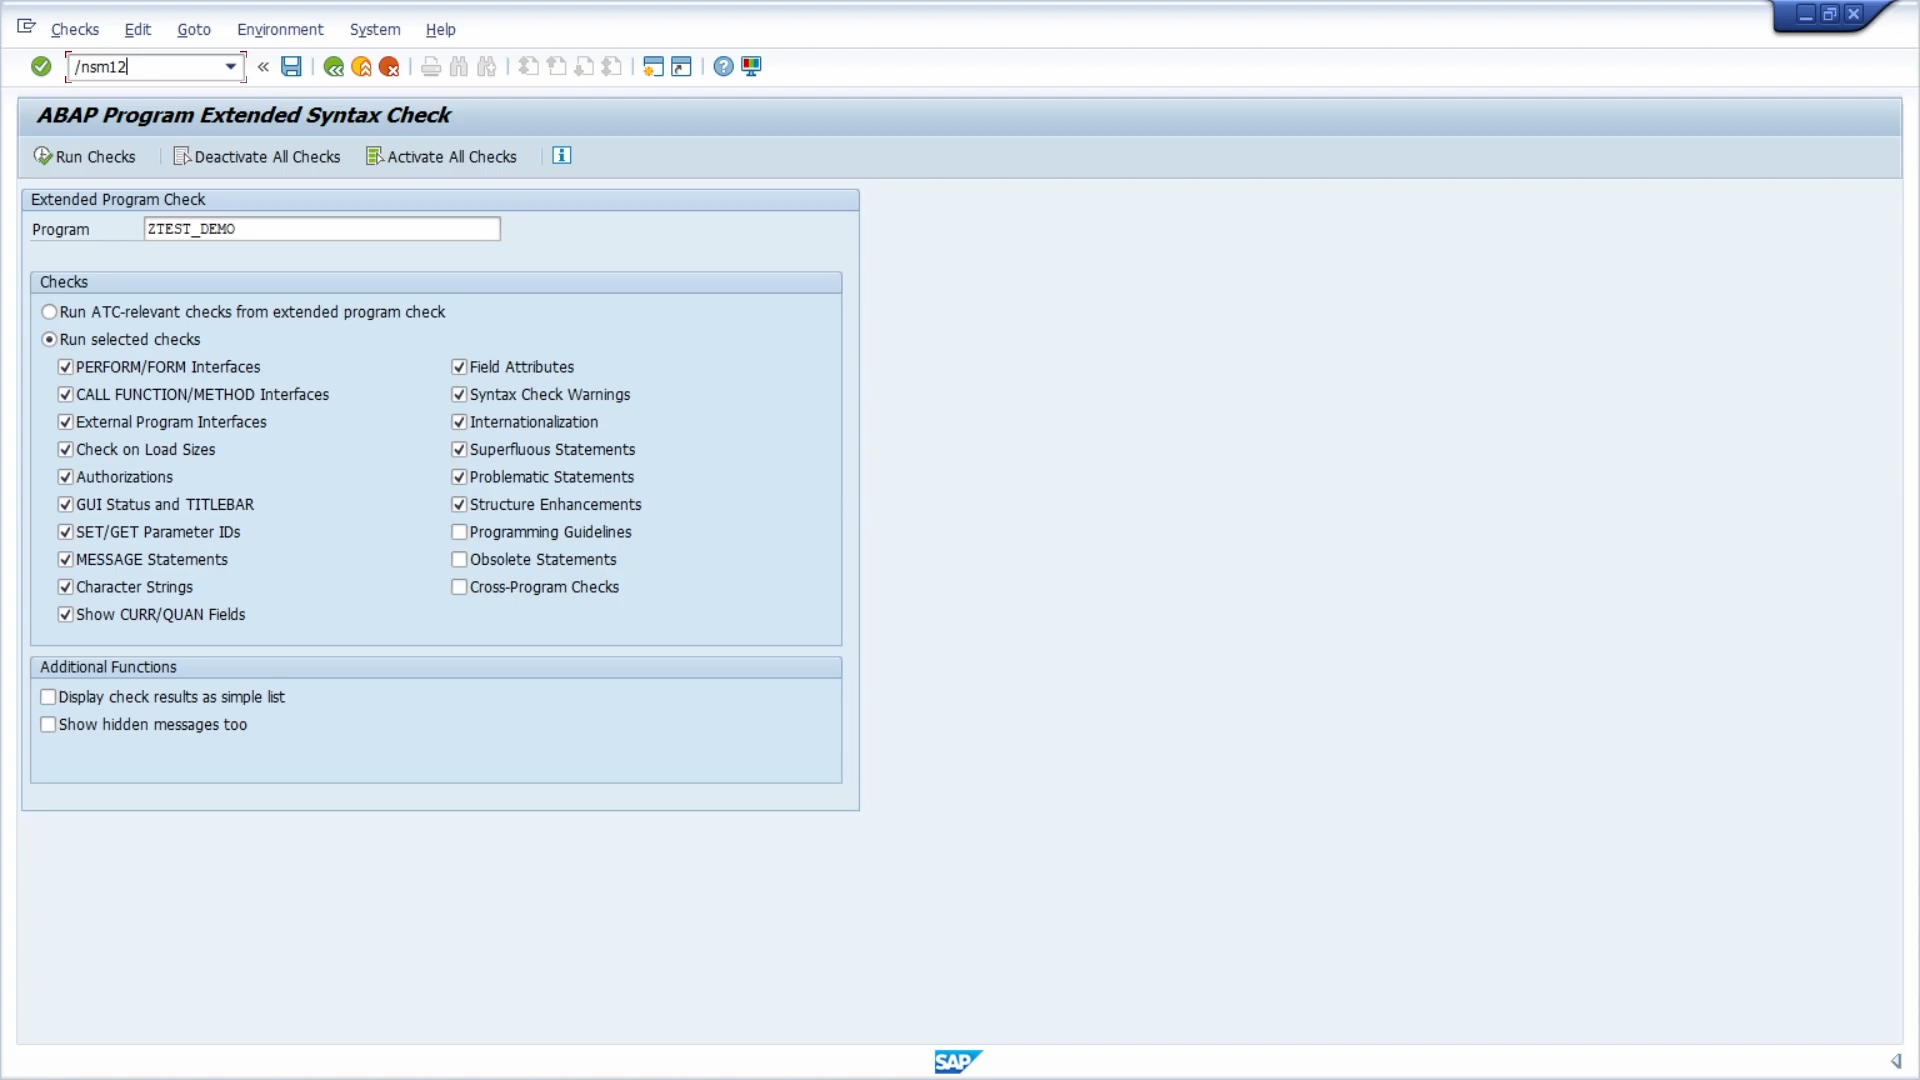 Checks Edit Goto Environment System Help
/nsm12
ABAP Program Extended Syntax Check
Run Checks Deactivate All Checks Activate All Checks
Extended Program Check
Program ZTEST_DEMO
Checks
Run ATC-relevant checks from extended program check
Run selected checks
PERFORM/FORM Interfaces Field Attributes
CALL FUNCTION/METHOD Interfaces Syntax Check Warnings
External Program Interfaces Internationalization
Check on Load Sizes Superfluous Statements
Authorizations Problematic Statements
GUI Status and TITLEBAR Structure Enhancements
SET/GET Parameter IDs Programming Guidelines
MESSAGE Statements Obsolete Statements
Character Strings Cross-Program Checks
Show CURR/QUAN Fields
Additional Functions
Display check results as simple list
Show hidden messages too
SAP